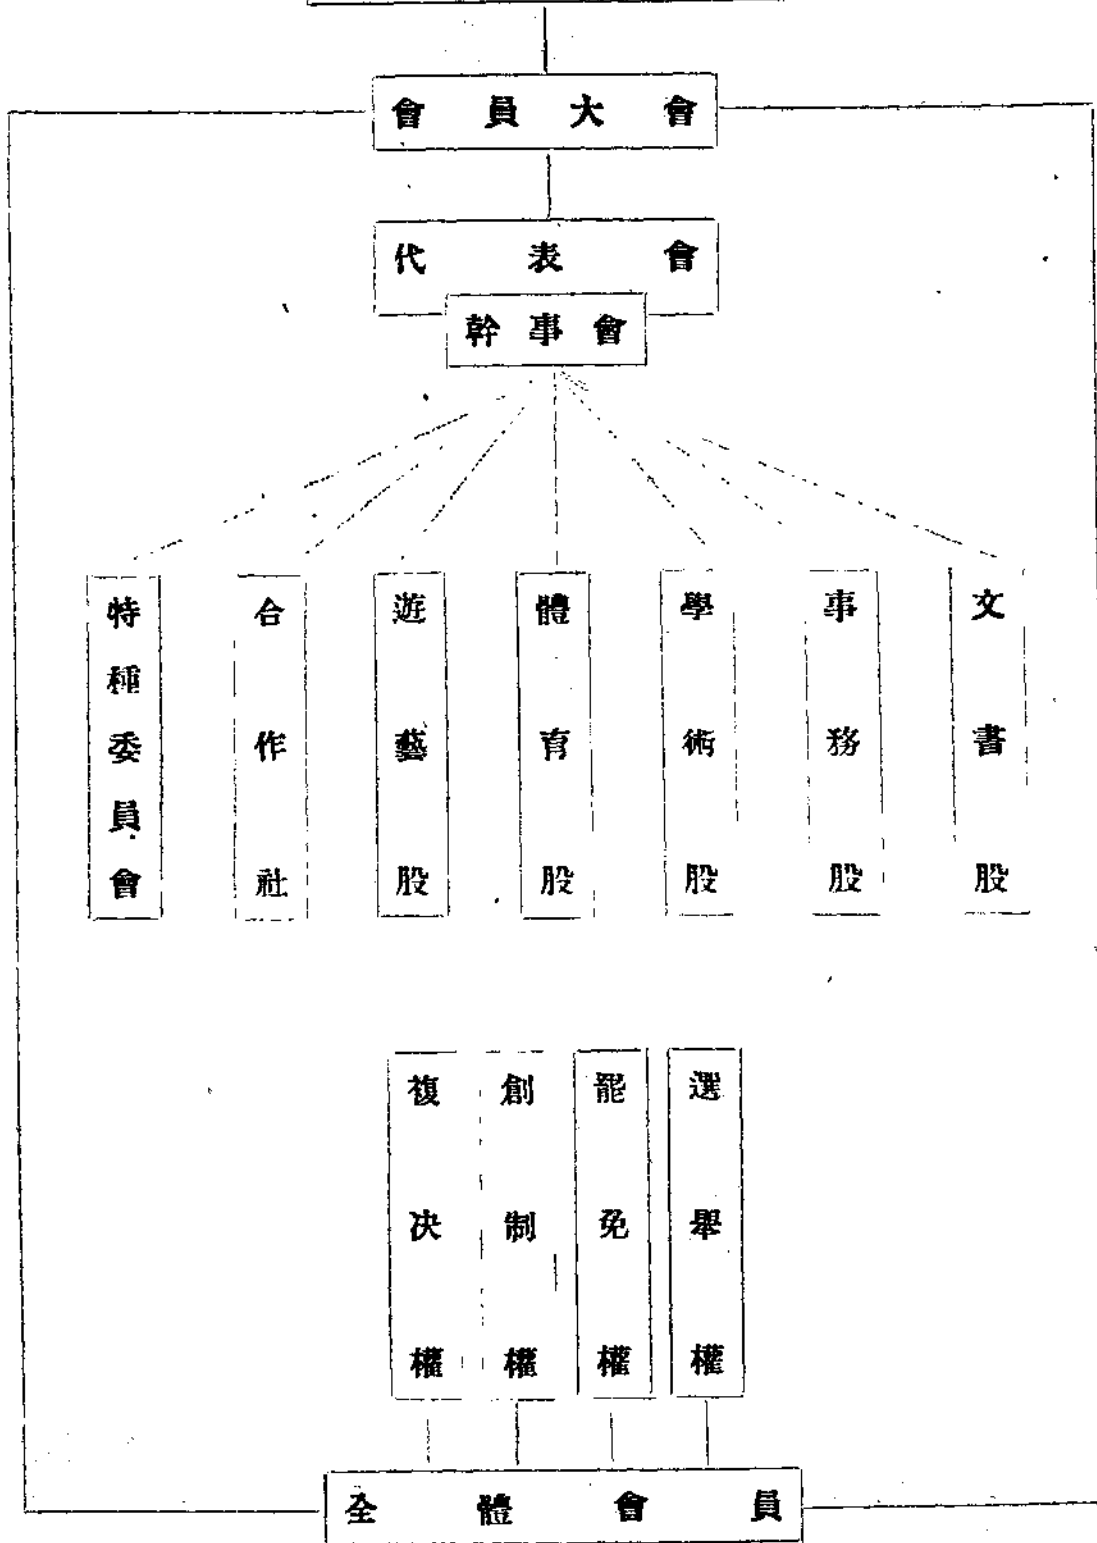 會員大會
代表會
幹事會
文書股
事務股
學術股
體育股
遊藝股
合作社
特種委員會
選舉權
罷免權
創制權
複決權
全體會員